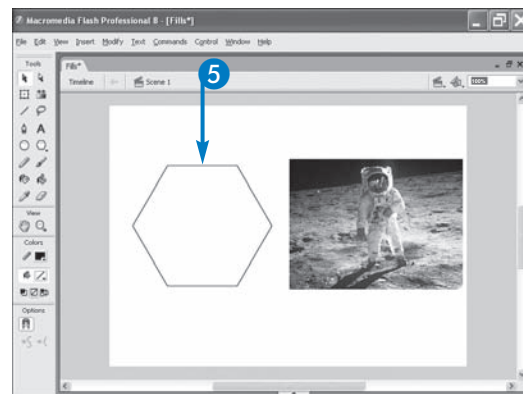 Macromedia Flash Professional 8 - [Fills*]
File Edit View Insert Modify Text Commands Control Window Help
Tools
Fills*
Timeline
Scene 1
5
100%
View
Colors
Options